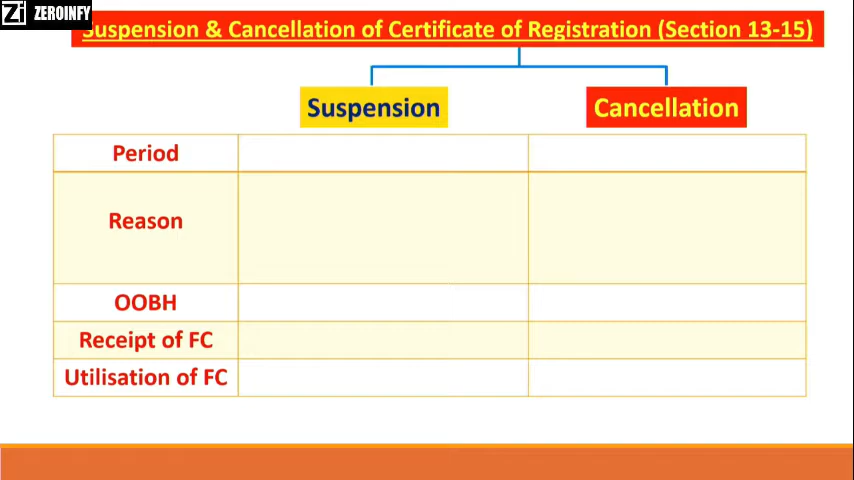 Zi ZEROINFY
Suspension & Cancellation of Certificate of Registration (Section 13-15)
Suspension Cancellation
Period
Reason
OOBH
Receipt of FC
Utilisation of FC